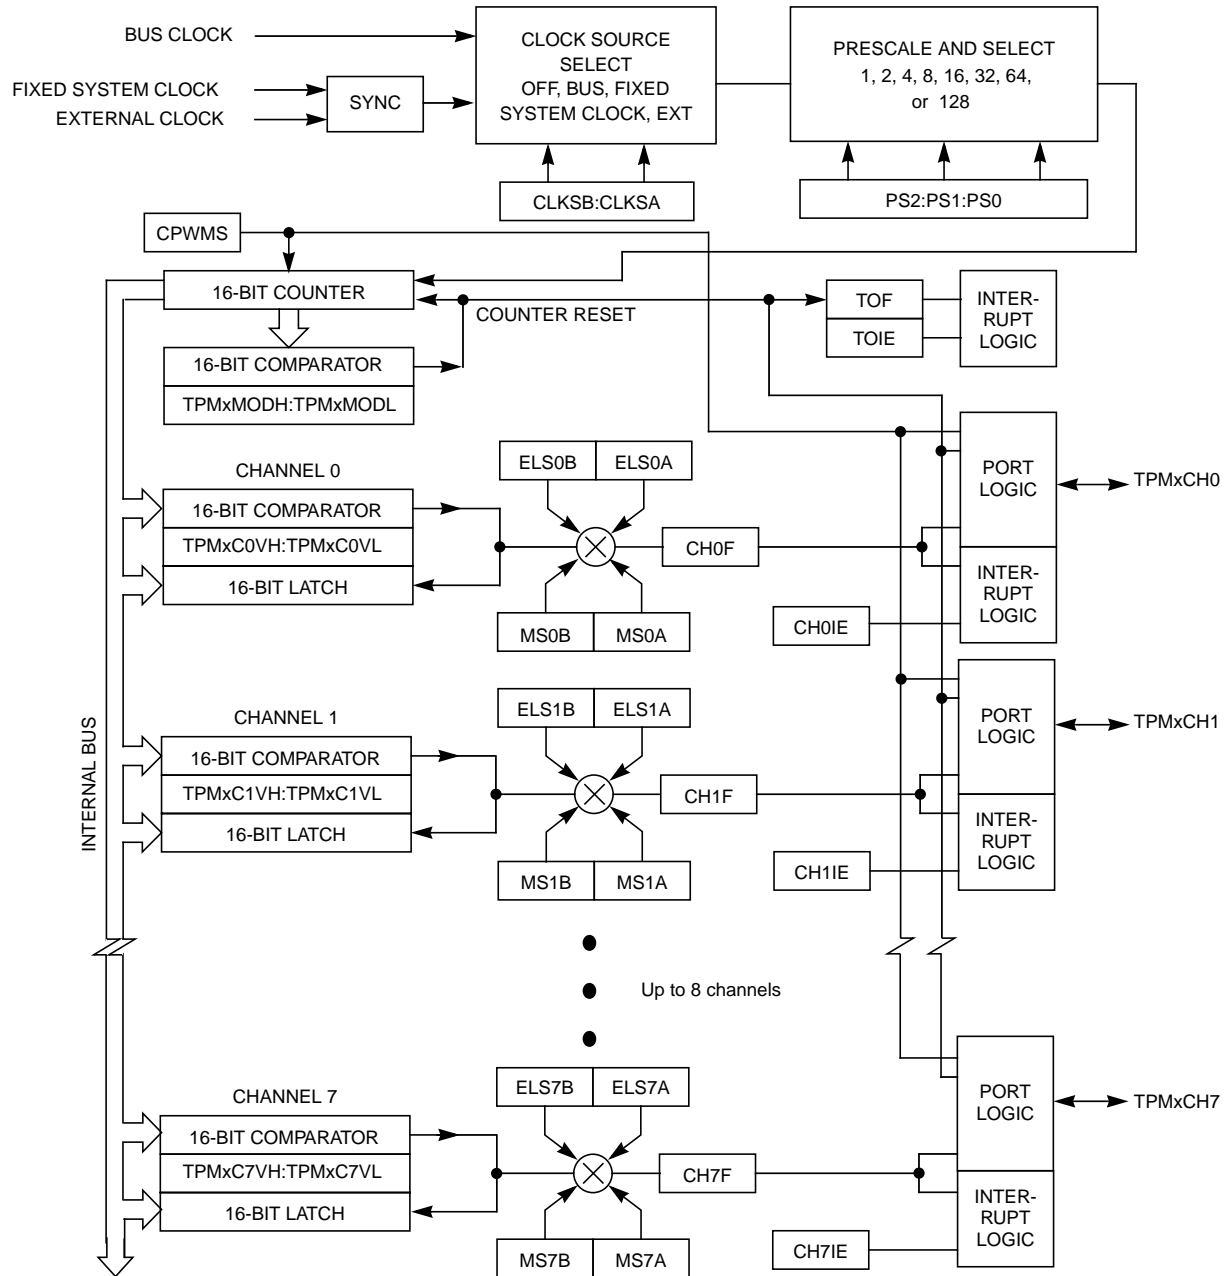 BUS CLOCK
FIXED SYSTEM CLOCK
EXTERNAL CLOCK
SYNC
CLOCK SOURCE
SELECT
OFF, BUS, FIXED
SYSTEM CLOCK, EXT
PRESCALE AND SELECT
1, 2, 4, 8, 16, 32, 64,
or 128
CLKSB:CLKSA
PS2:PS1:PS0
CPWMS
16-BIT COUNTER
COUNTER RESET
TOF
TOIE
INTER-
RUPT
LOGIC
16-BIT COMPARATOR
TPMxMODH:TPMxMODL
CHANNEL 0
16-BIT COMPARATOR
TPMxC0VH:TPMxC0VL
16-BIT LATCH
ELS0B
ELS0A
MS0B
MS0A
CH0F
CH0IE
PORT
LOGIC
INTER-
RUPT
LOGIC
TPMxCH0
INTERNAL BUS
CHANNEL 1
16-BIT COMPARATOR
TPMxC1VH:TPMxC1VL
16-BIT LATCH
ELS1B
ELS1A
MS1B
MS1A
CH1F
CH1IE
PORT
LOGIC
INTER-
RUPT
LOGIC
TPMxCH1
Up to 8 channels
CHANNEL 7
16-BIT COMPARATOR
TPMxC7VH:TPMxC7VL
16-BIT LATCH
ELS7B
ELS7A
MS7B
MS7A
CH7F
CH7IE
PORT
LOGIC
INTER-
RUPT
LOGIC
TPMxCH7